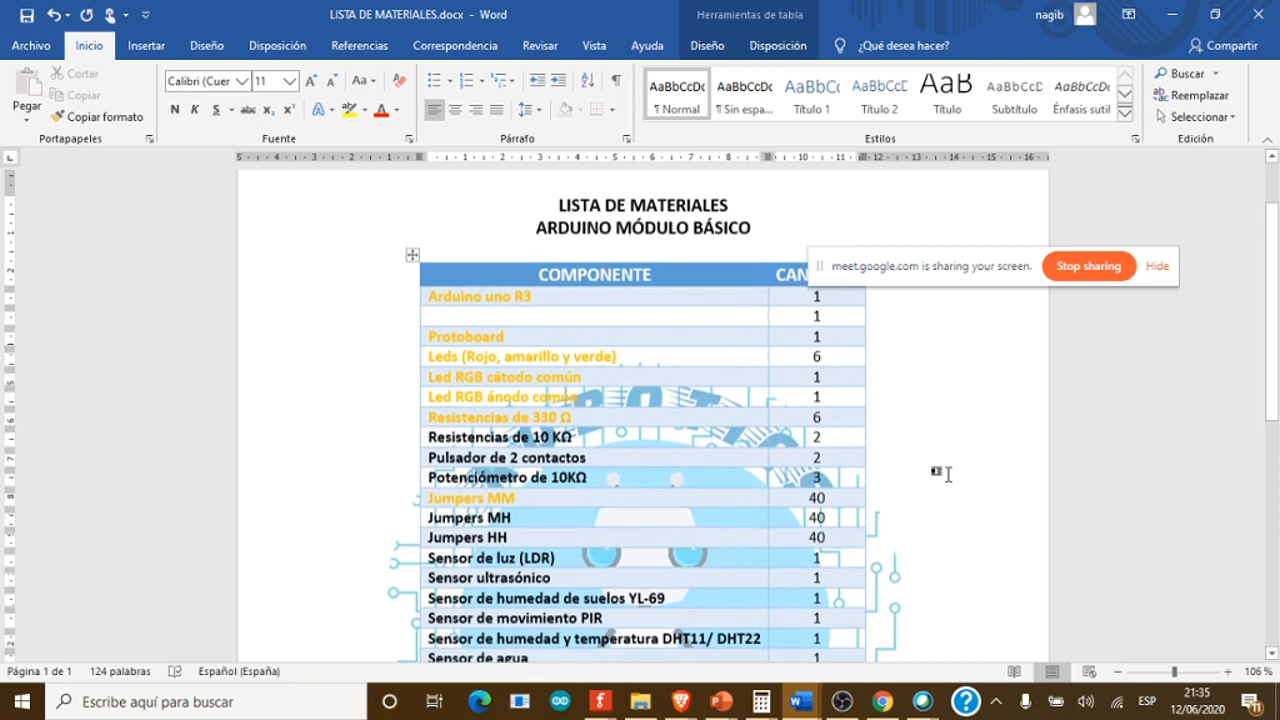 LISTA DE MATERIALES.docx - Word
Herramientas de tabla
nagib
Archivo Inicio Insertar Diseño Disposición Referencias Correspondencia Revisar Vista Ayuda Diseño Disposición ¿Qué desea hacer? Compartir
Pegar
Cortar
Copiar
Copiar formato
Portapapeles
Calibri (Cuer 11
N K S abc x₂ x²
Fuente
Párrafo
AaBbCcDc AaBbCcDc AaBbCc AaBbCcD AaB AaBbCcD AaBbCcDc
¶ Normal ¶ Sin espa... Título 1 Título 2 Título Subtítulo Énfasis sutil
Estilos
Buscar
Reemplazar
Seleccionar
Edición
LISTA DE MATERIALES
ARDUINO MÓDULO BÁSICO
meet.google.com is sharing your screen. Stop sharing Hide
COMPONENTE CAN
Arduino uno R3 1
1
Protoboard 1
Leds (Rojo, amarillo y verde) 6
Led RGB cátodo común 1
Led RGB ánodo común 1
Resistencias de 330 Ω 6
Resistencias de 10 KΩ 2
Pulsador de 2 contactos 2
Potenciómetro de 10KΩ 3
Jumpers MM 40
Jumpers MH 40
Jumpers HH 40
Sensor de luz (LDR) 1
Sensor ultrasónico 1
Sensor de humedad de suelos YL-69 1
Sensor de movimiento PIR 1
Sensor de humedad y temperatura DHT11/ DHT22 1
Sensor de agua 1
Página 1 de 1 124 palabras Español (España) 106 %
Escribe aquí para buscar
ESP
21:35
12/06/2020